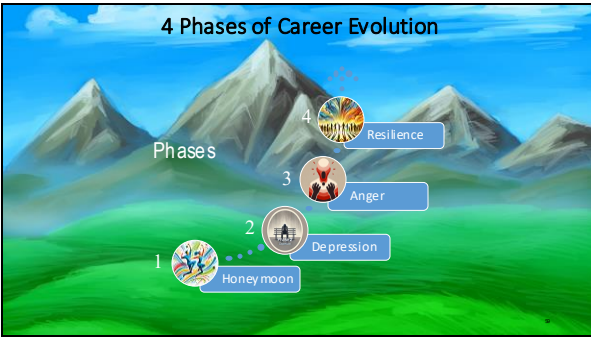 4 Phases of Career Evolution
4
Resilience
Phases
3
Anger
2
Depression
1
Honeymoon